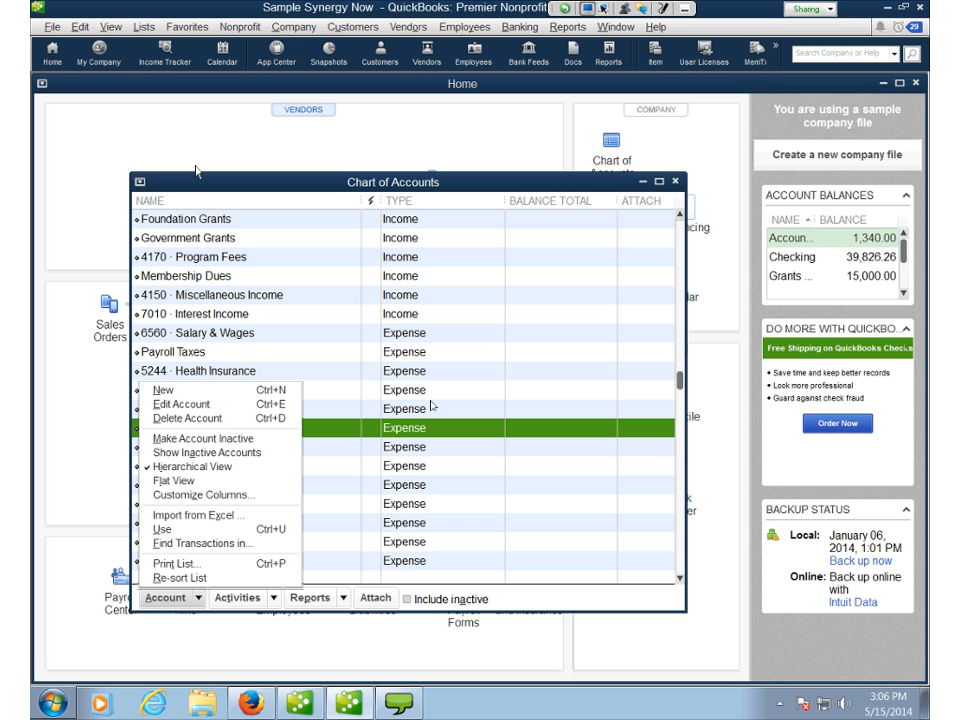 Sample Synergy Now - QuickBooks: Premier Nonprofit
Sharing
File Edit View Lists Favorites Nonprofit Company Customers Vendors Employees Banking Reports Window Help
29
Home My Company Income Tracker Calendar App Center Snapshots Customers Vendors Employees Bank Feeds Docs Reports Item User Licenses MemTx
Search Company or Help
Home
VENDORS
COMPANY
Chart of
Accounts
You are using a sample
company file
Create a new company file
Chart of Accounts
NAME TYPE BALANCE TOTAL ATTACH
Foundation Grants Income
Government Grants Income
4170 · Program Fees Income
Membership Dues Income
4150 · Miscellaneous Income Income
7010 · Interest Income Income
6560 · Salary & Wages Expense
Payroll Taxes Expense
5244 · Health Insurance Expense
Expense
Expense
Expense
Expense
Expense
Expense
Expense
Expense
Expense
Expense
New Ctrl+N
Edit Account Ctrl+E
Delete Account Ctrl+D
Make Account Inactive
Show Inactive Accounts
Hierarchical View
Flat View
Customize Columns...
Import from Excel ...
Use Ctrl+U
Find Transactions in...
Print List... Ctrl+P
Re-sort List
Account Activities Reports Attach Include inactive
Sales
Orders
Forms
ACCOUNT BALANCES
NAME BALANCE
Accoun... 1,340.00
Checking 39,826.26
Grants ... 15,000.00
DO MORE WITH QUICKBO...
Free Shipping on QuickBooks Checks
Save time and keep better records
Look more professional
Guard against check fraud
Order Now
BACKUP STATUS
Local: January 06,
2014, 1:01 PM
Back up now
Online: Back up online
with
Intuit Data
3:06 PM
5/15/2014